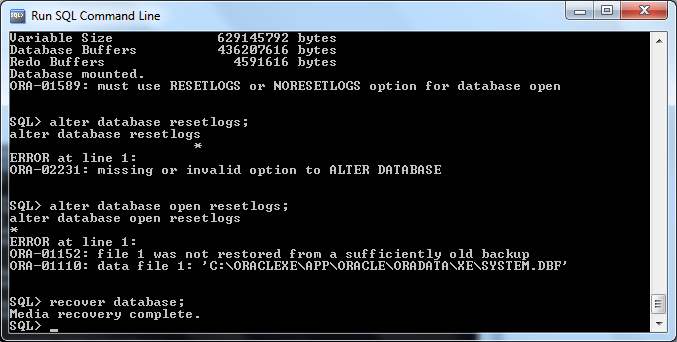 SQL>
Run SQL Command Line
Variable Size 629145792 bytes
Database Buffers 436207616 bytes
Redo Buffers 4591616 bytes
Database mounted.
ORA-01589: must use RESETLOGS or NORESETLOGS option for database open
SQL> alter database resetlogs;
alter database resetlogs
*
ERROR at line 1:
ORA-02231: missing or invalid option to ALTER DATABASE
SQL> alter database open resetlogs;
alter database open resetlogs
*
ERROR at line 1:
ORA-01152: file 1 was not restored from a sufficiently old backup
ORA-01110: data file 1: 'C:\ORACLEXE\APP\ORACLE\ORADATA\XE\SYSTEM.DBF'
SQL> recover database;
Media recovery complete.
SQL> _